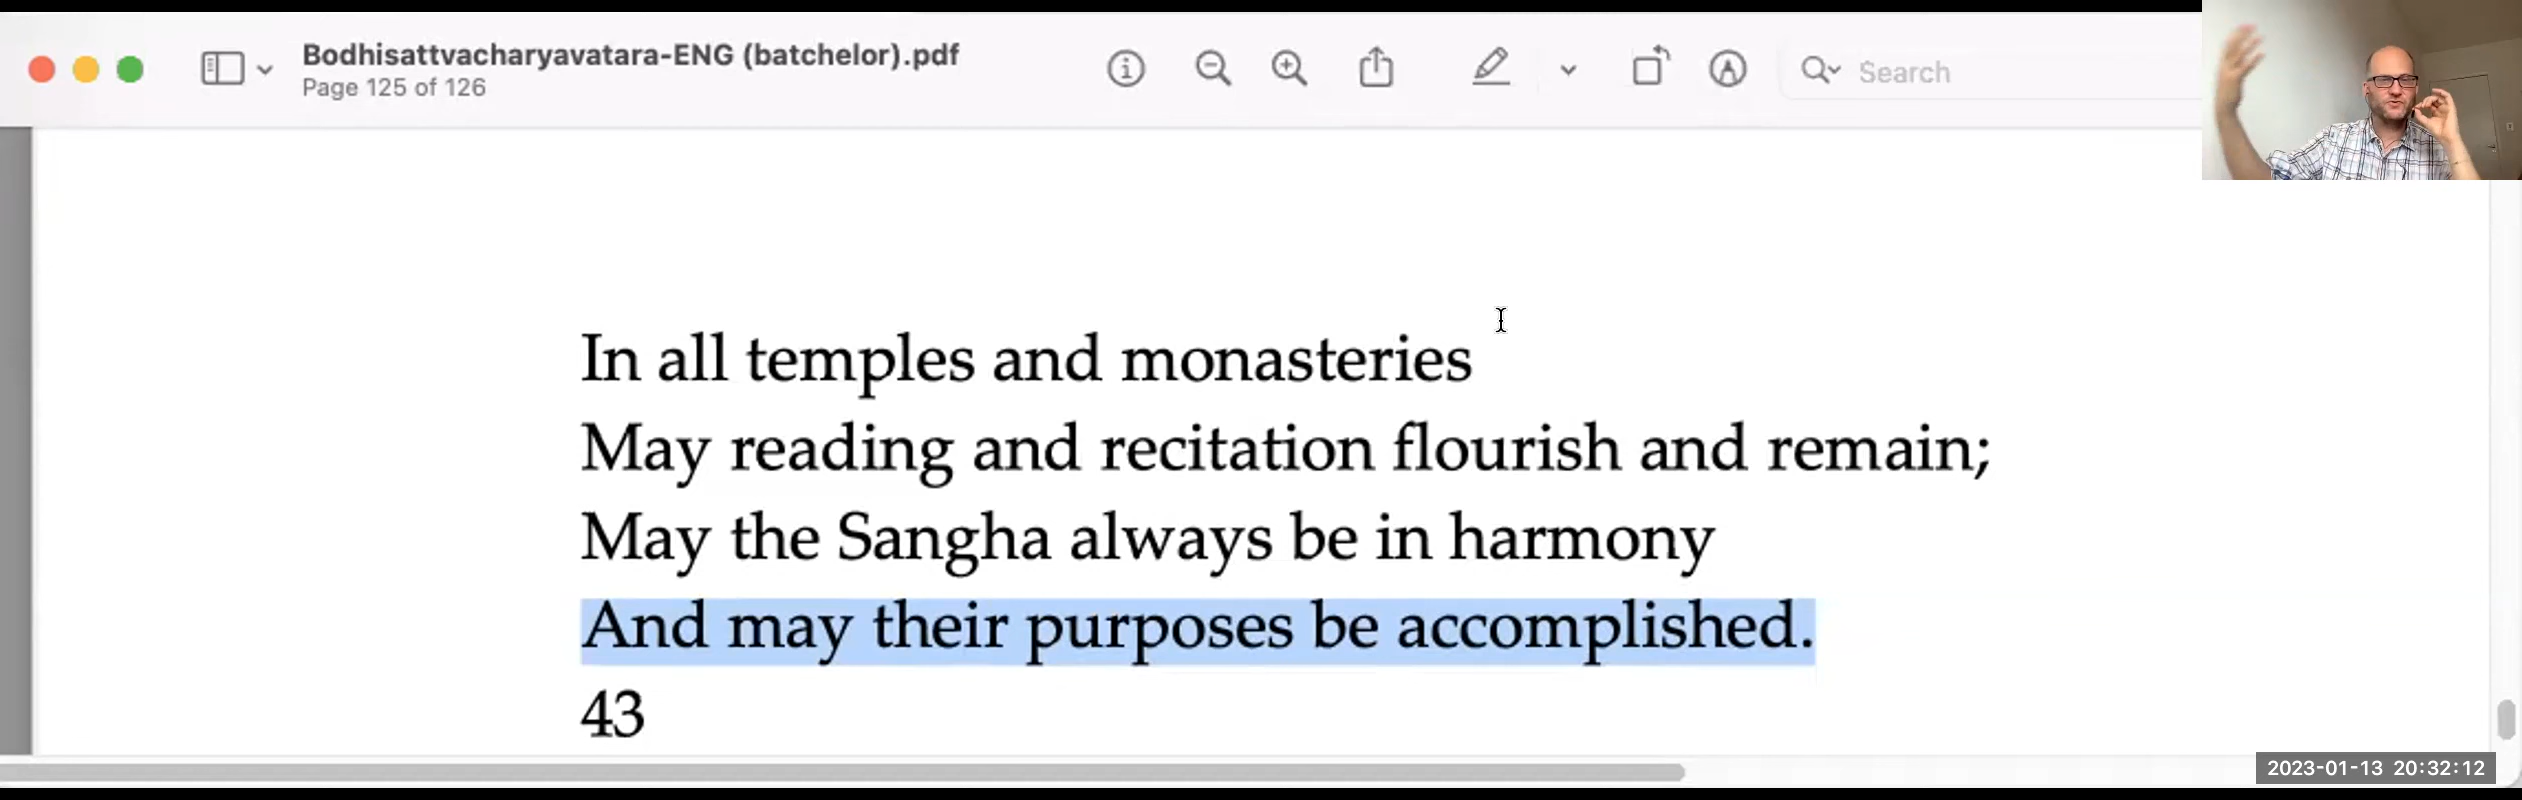 Bodhisattvacharyavatara-ENG (batchelor).pdf
Page 125 of 126
Search
In all temples and monasteries
May reading and recitation flourish and remain;
May the Sangha always be in harmony
And may their purposes be accomplished.
43
2023-01-13 20:32:12